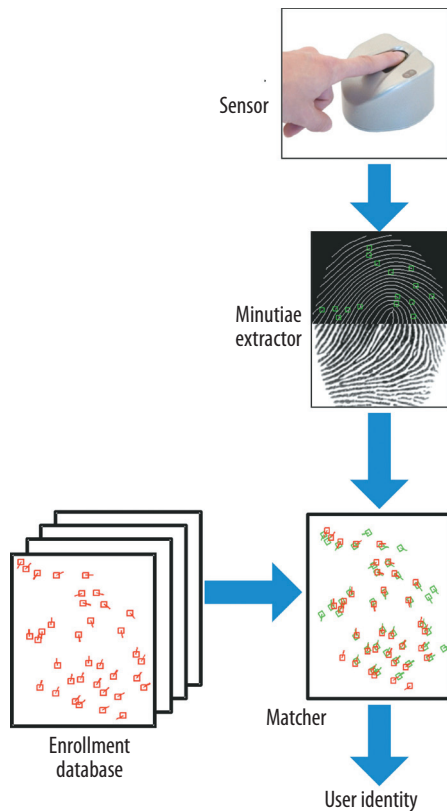 Sensor
Minutiae
extractor
Matcher
Enrollment
database
User identity